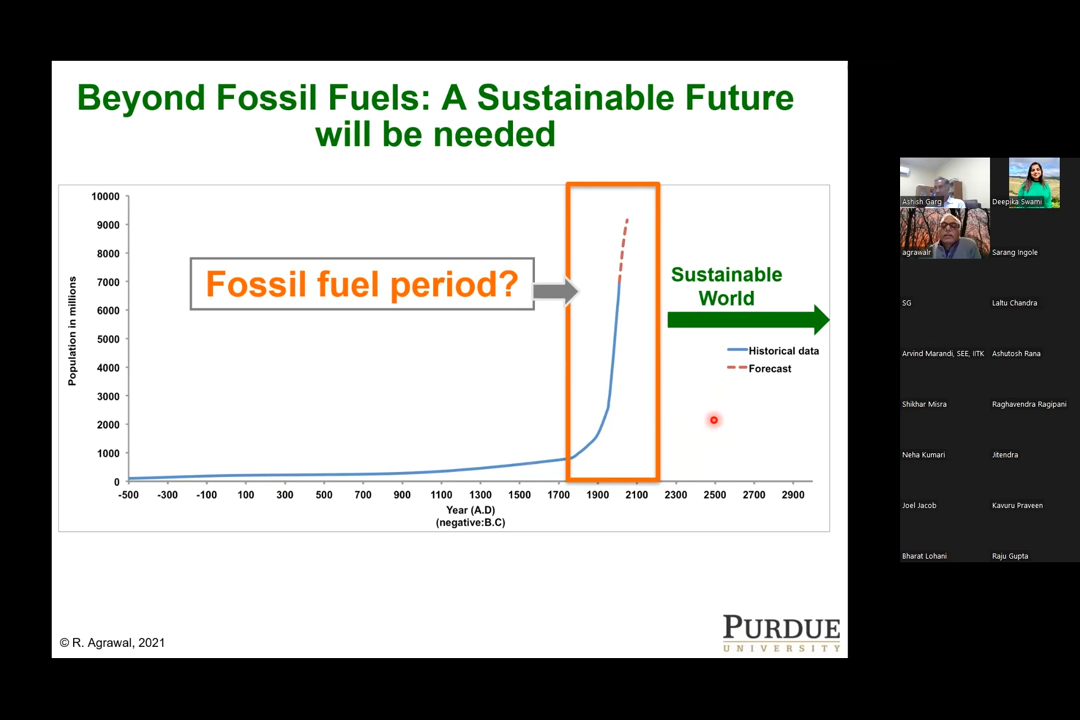 Beyond Fossil Fuels: A Sustainable Future
will be needed
10000
9000
8000
7000
6000
5000
4000
3000
2000
1000
0
Population in millions
Fossil fuel period?
Sustainable
World
Historical data
Forecast
-500 -300 -100 100 300 500 700 900 1100 1300 1500 1700 1900 2100 2300 2500 2700 2900
Year (A.D)
(negative:B.C)
© R. Agrawal, 2021
PURDUE
UNIVERSITY
Ashish Garg
Deepika Swami
agrawalr
Sarang Ingole
SG
Laltu Chandra
Arvind Marandi, SEE, IITK
Ashutosh Rana
Shikhar Misra
Raghavendra Ragipani
Neha Kumari
Jitendra
Joel Jacob
Kavuru Praveen
Bharat Lohani
Raju Gupta